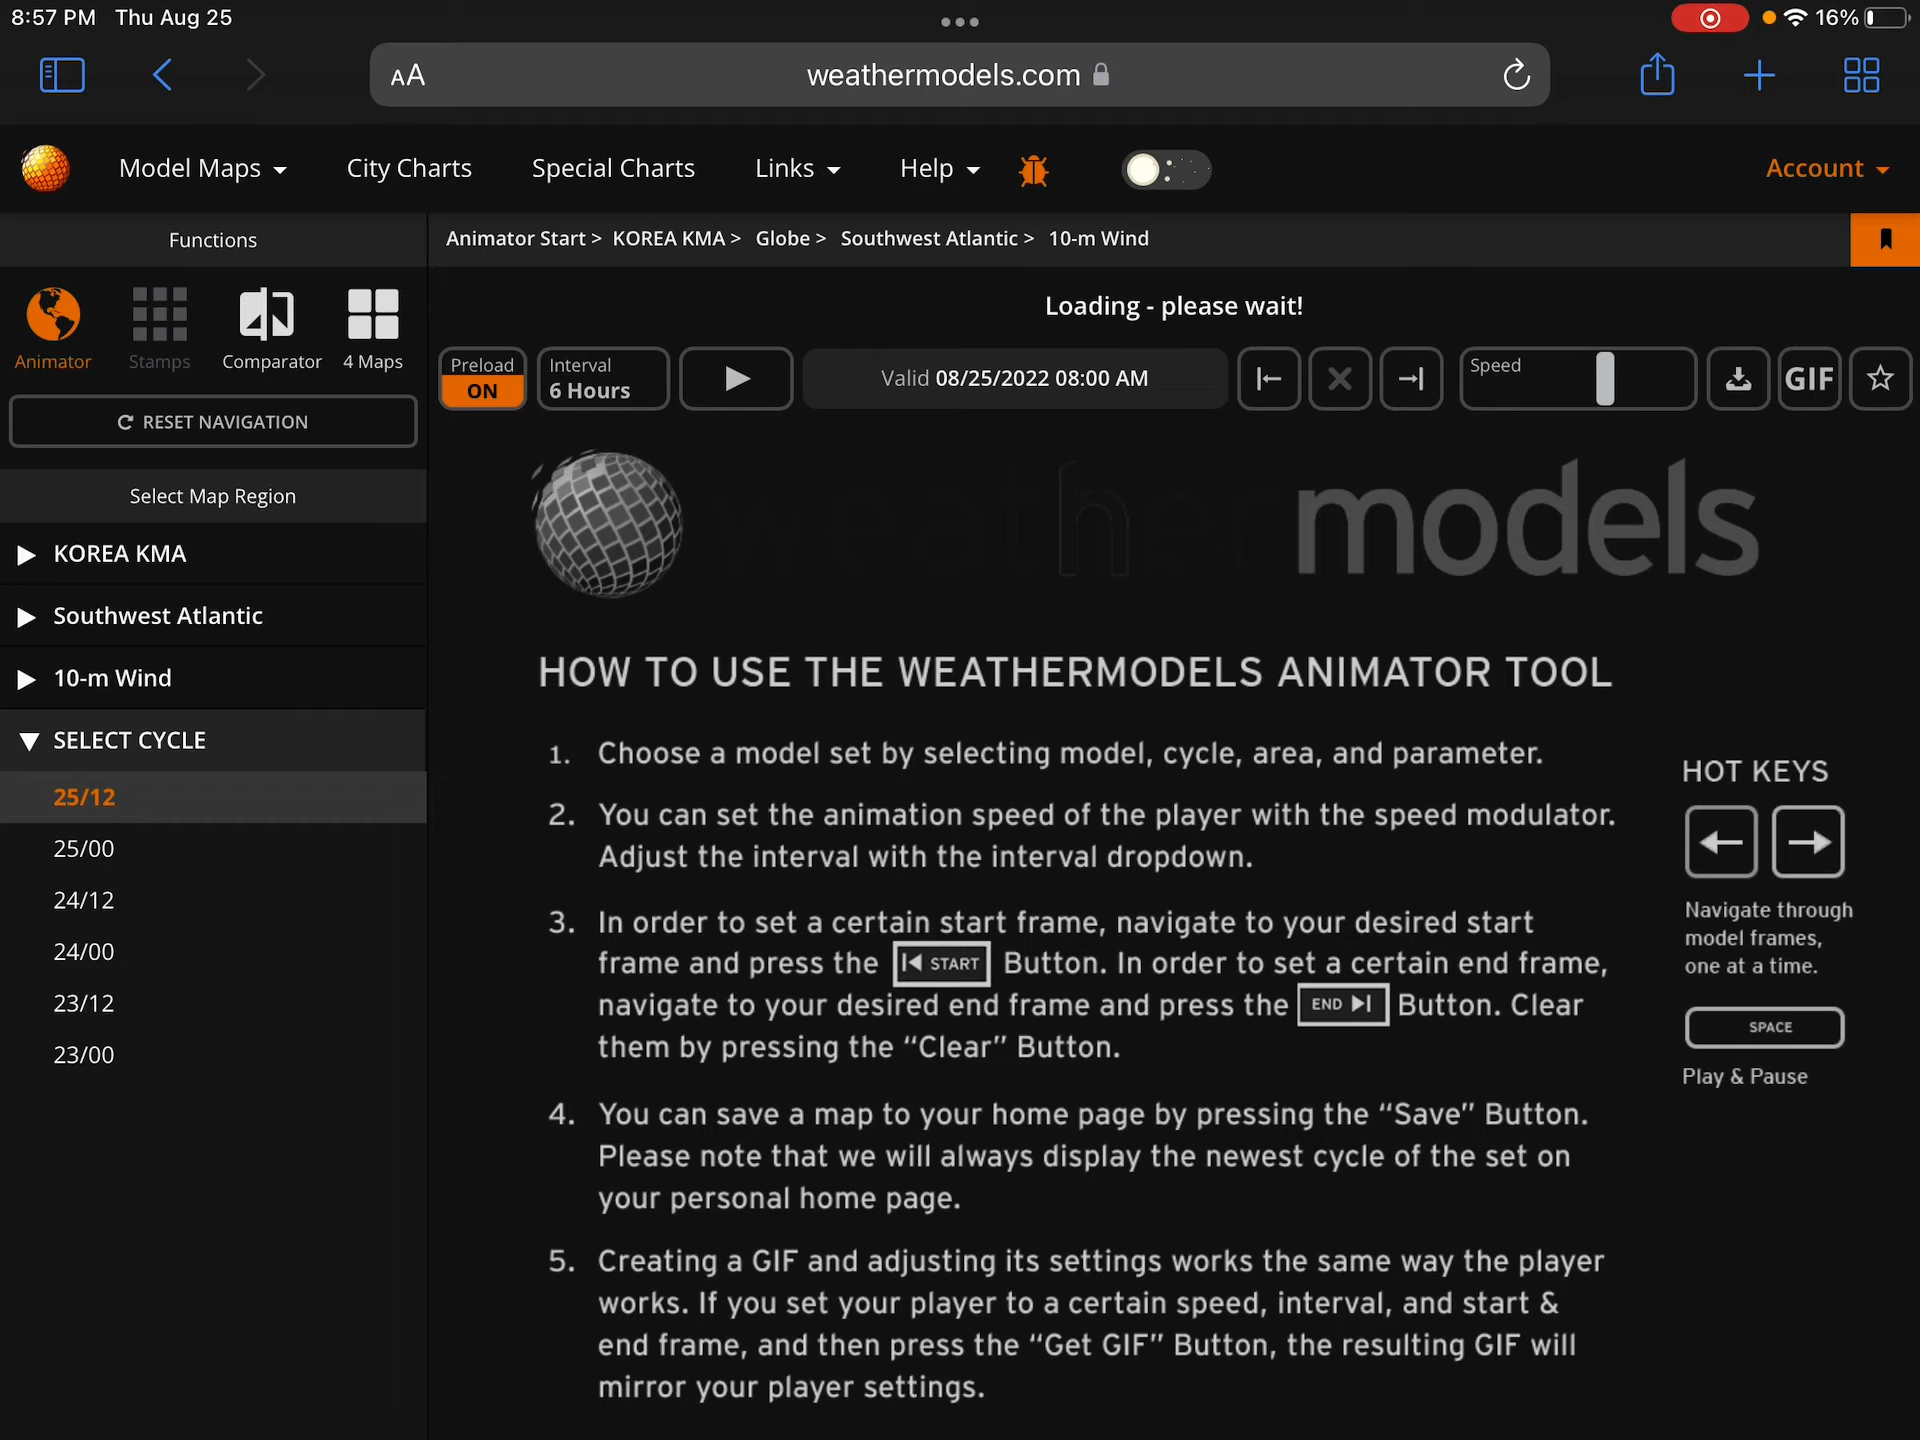 8:57 PM Thu Aug 25
16%
AA
weathermodels.com
Model Maps
City Charts
Special Charts
Links
Help
Account
Functions
Animator Start > KOREA KMA > Globe > Southwest Atlantic > 10-m Wind
Animator
Stamps
Comparator
4 Maps
RESET NAVIGATION
Select Map Region
KOREA KMA
Southwest Atlantic
10-m Wind
SELECT CYCLE
25/12
25/00
24/12
24/00
23/12
23/00
Loading - please wait!
Preload
ON
Interval
6 Hours
Valid 08/25/2022 08:00 AM
Speed
GIF
weathermodels
HOW TO USE THE WEATHERMODELS ANIMATOR TOOL
1. Choose a model set by selecting model, cycle, area, and parameter.
2. You can set the animation speed of the player with the speed modulator.
Adjust the interval with the interval dropdown.
3. In order to set a certain start frame, navigate to your desired start
frame and press the START Button. In order to set a certain end frame,
navigate to your desired end frame and press the END Button. Clear
them by pressing the “Clear” Button.
4. You can save a map to your home page by pressing the “Save” Button.
Please note that we will always display the newest cycle of the set on
your personal home page.
5. Creating a GIF and adjusting its settings works the same way the player
works. If you set your player to a certain speed, interval, and start &
end frame, and then press the “Get GIF” Button, the resulting GIF will
mirror your player settings.
HOT KEYS
Navigate through
model frames,
one at a time.
SPACE
Play & Pause